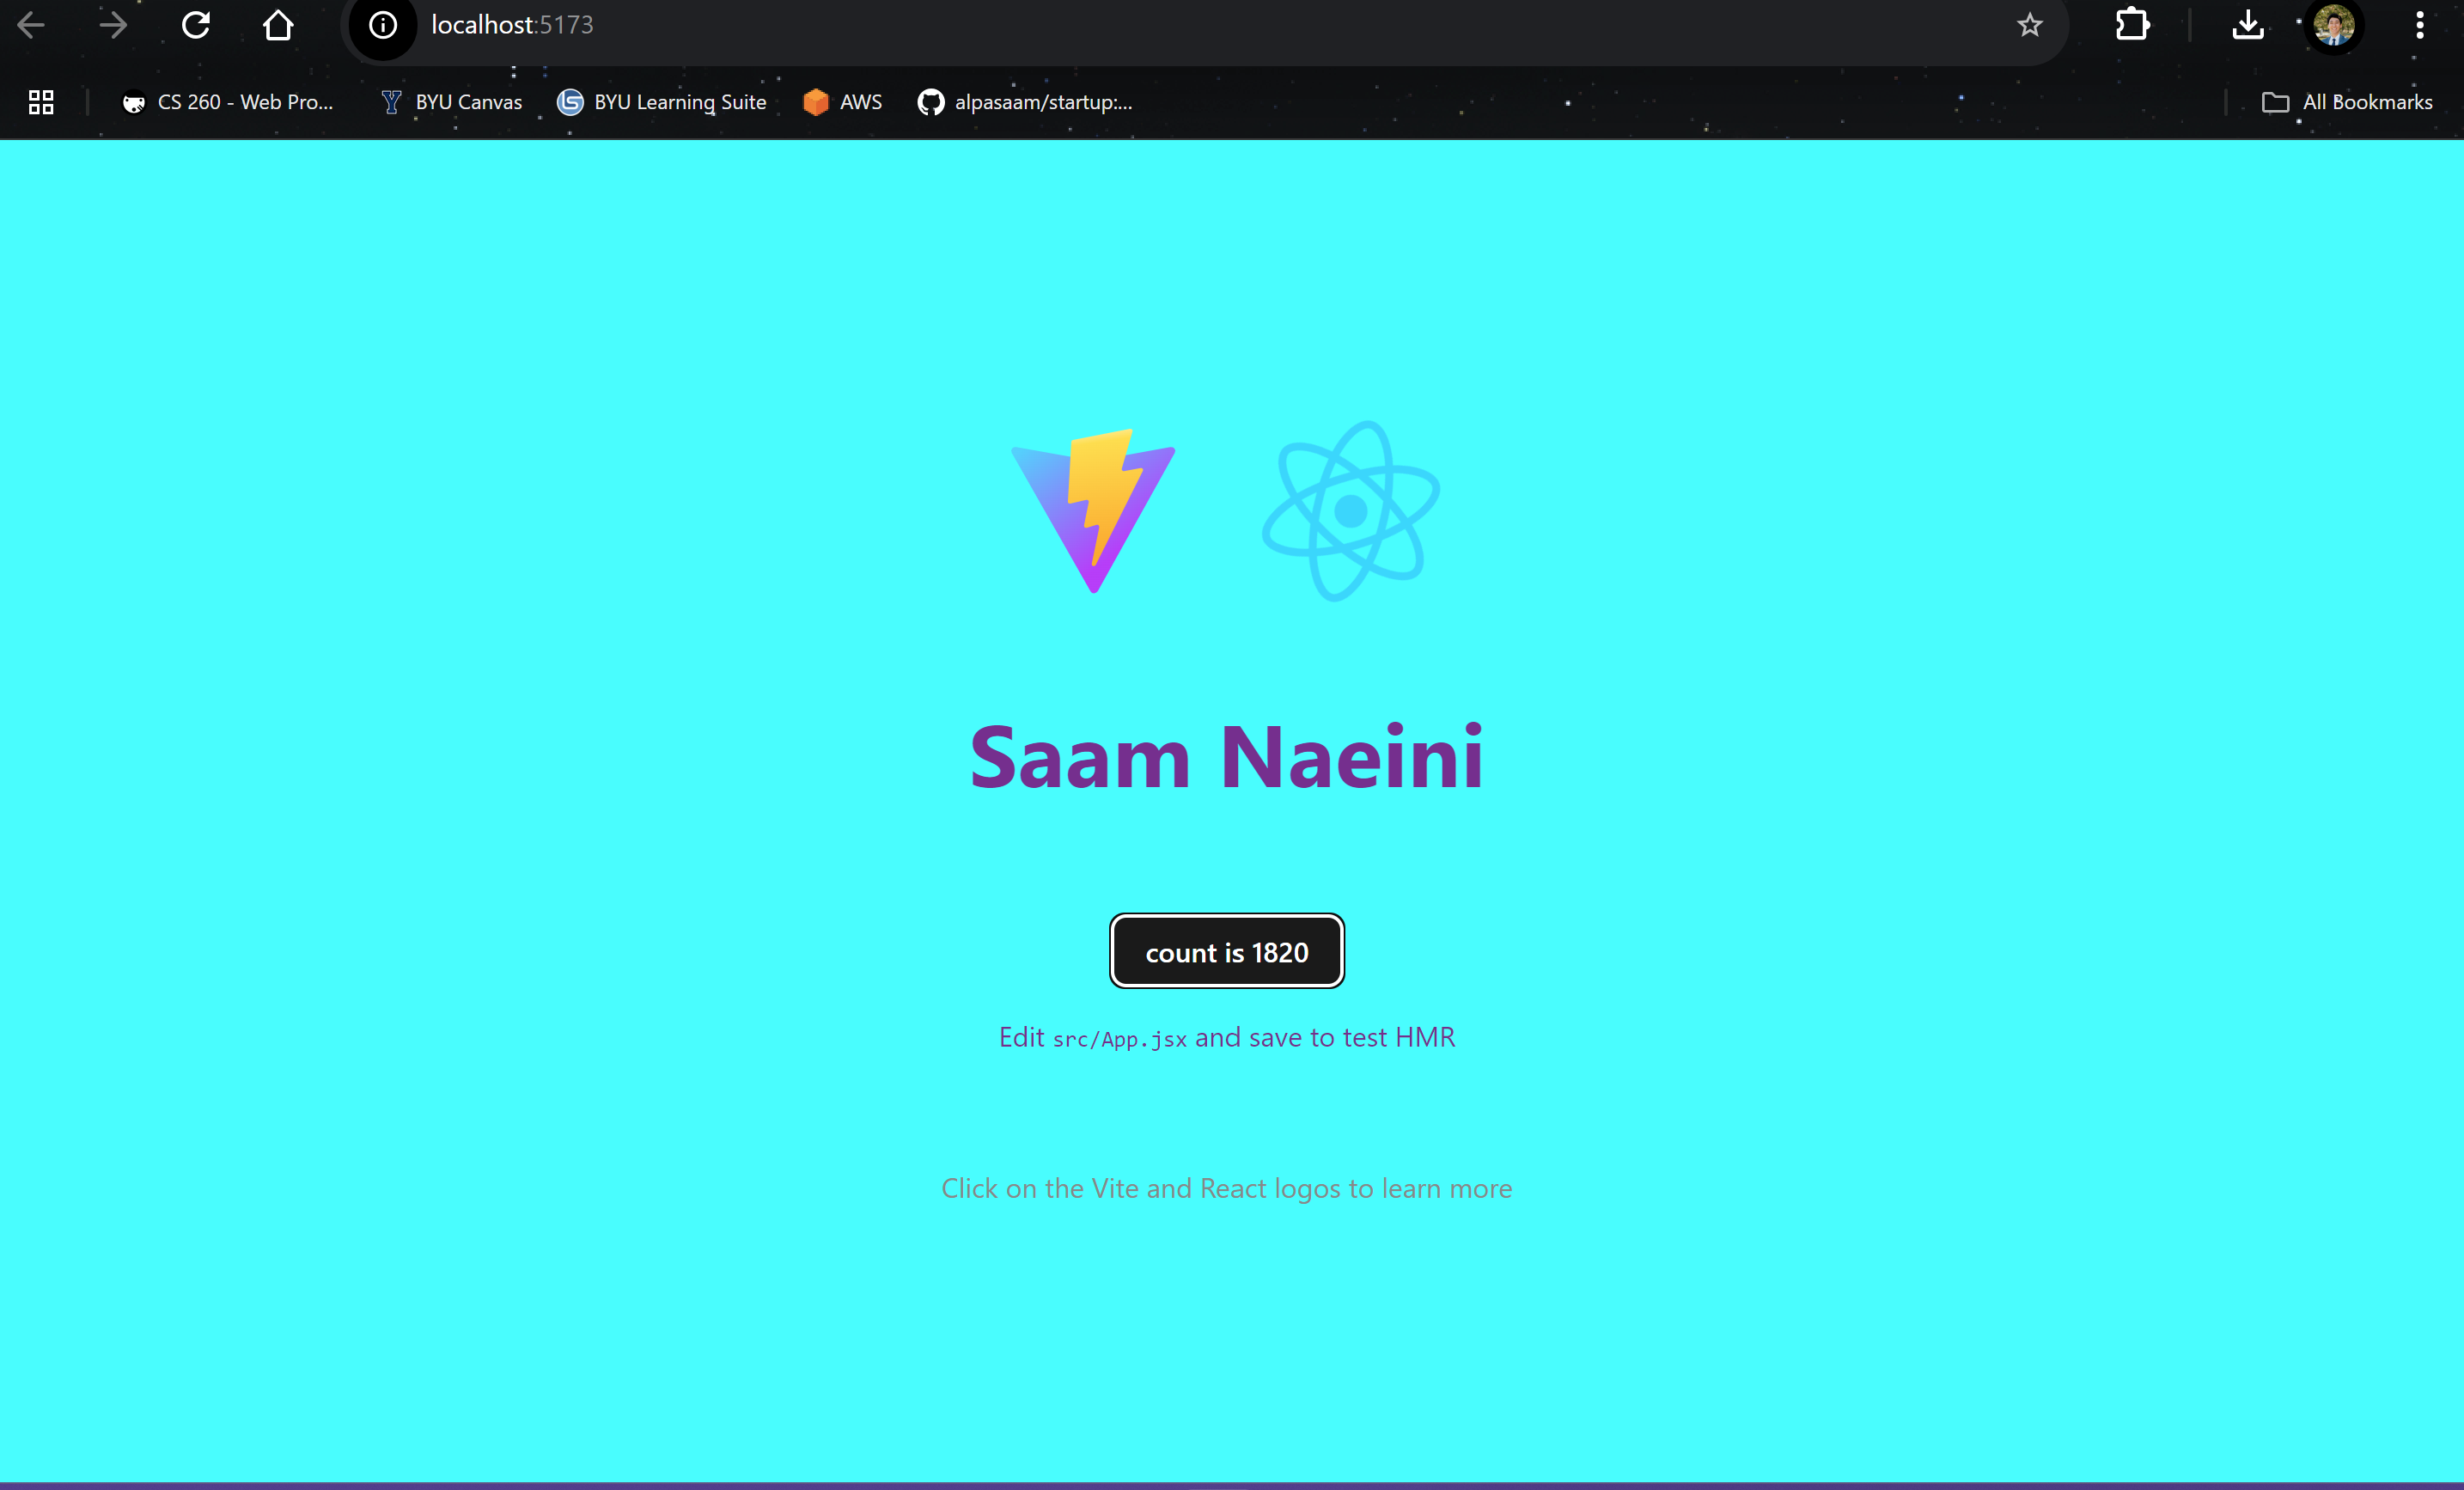 localhost:5173
CS 260 - Web Pro...
BYU Canvas
BYU Learning Suite
AWS
alpasaam/startup:...
All Bookmarks
Saam Naeini
count is 1820
Edit src/App.jsx and save to test HMR
Click on the Vite and React logos to learn more